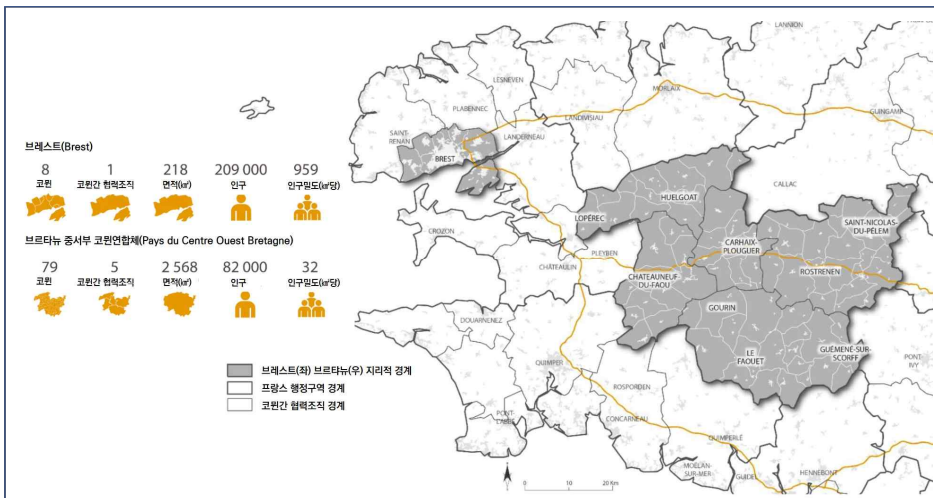 브레스트(Brest)
8 1 218 209 000 959
코뮌 코뮌간 협력조직 면적(㎢) 인구 인구밀도(㎢당)
브르타뉴 중서부 코뮌연합체(Pays du Centre Ouest Bretagne)
79 5 2 568 82 000 32
코뮌 코뮌간 협력조직 면적(㎢) 인구 인구밀도(㎢당)
브레스트(좌) 브르타뉴(우) 지리적 경계
프랑스 행정구역 경계
코뮌간 협력조직 경계
LANNION
LESNEVEN
MORLAIX
PLABENNEC
GUINGAMP
LANDIVISIAU
SAINT-
RENAN
LANDERNEAU
BREST
CALLAC
HUELGOAT
LOPÉREC
SAINT-NICOLAS-
DU-PÉLEM
CROZON
CARHAIX-
PLOUGUER
PLEYBEN
CHÂTEAULIN
ROSTRENEN
CHATEAUNEUF-
DU-FAOU
GOURIN
DOUARNENEZ
LE
FAOUET
GUÉMENÉ-SUR-
SCORFF
PONT-
IVY
QUIMPER
ROSPORDEN
PONT-
L'ABBÉ
CONCARNEAU
QUIMPERLÉ
MOËLAN-
SUR-MER
GUIDEL
HENNEBONT
0 10 20 Km